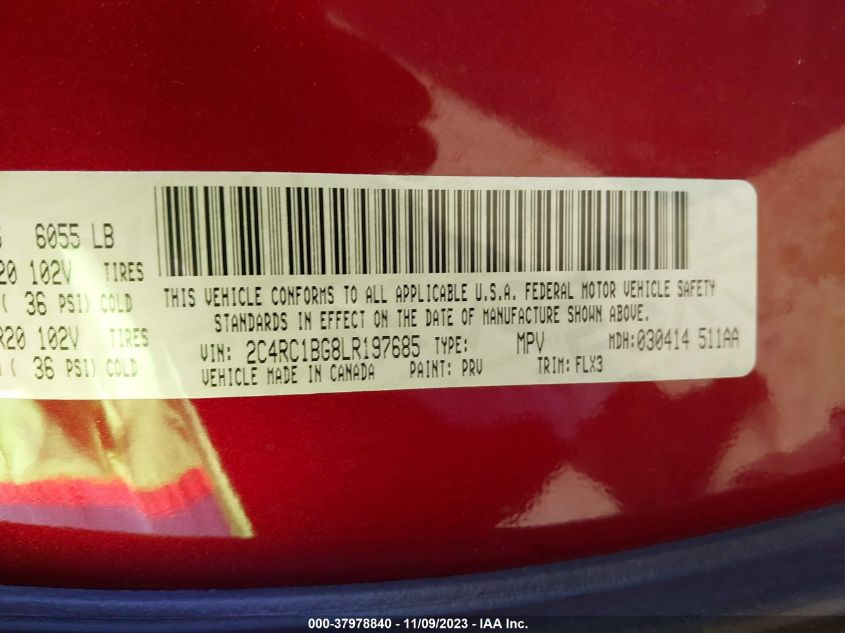 6055 LB
20 102V TIRES
( 36 PSI) COLD
R20 102V TIRES
( 36 PSI) COLD
THIS VEHICLE CONFORMS TO ALL APPLICABLE U.S.A. FEDERAL MOTOR VEHICLE SAFETY
STANDARDS IN EFFECT ON THE DATE OF MANUFACTURE SHOWN ABOVE.
VIN: 2C4RC1BG8LR197685 TYPE: MPV MDH:030414 511AA
VEHICLE MADE IN CANADA PAINT: PRV TRIM: FLX3
000-37978840 - 11/09/2023 - IAA Inc.